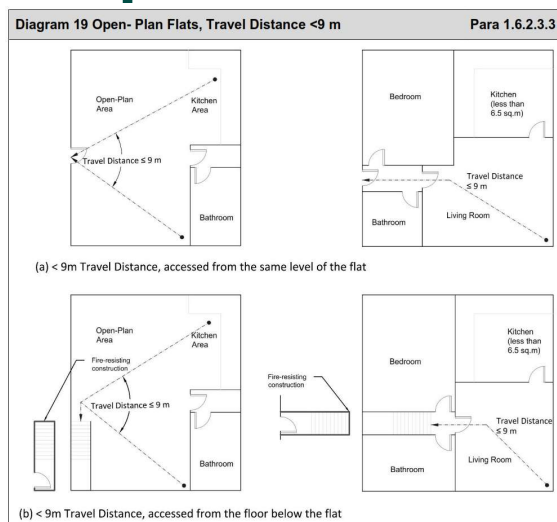 Diagram 19 Open- Plan Flats, Travel Distance <9 m
Para 1.6.2.3.3
Open-Plan
Area
Kitchen
Area
Travel Distance ≤ 9 m
Bathroom
Bedroom
Kitchen
(less than
6.5 sq.m)
Travel Distance
≤ 9 m
Living Room
Bathroom
(a) < 9m Travel Distance, accessed from the same level of the flat
Open-Plan
Area
Kitchen
Area
Fire-resisting
construction
Travel Distance ≤ 9 m
Bathroom
Fire-resisting
construction
Bedroom
Kitchen
(less than
6.5 sq.m)
Travel Distance
≤ 9 m
Living Room
Bathroom
(b) < 9m Travel Distance, accessed from the floor below the flat